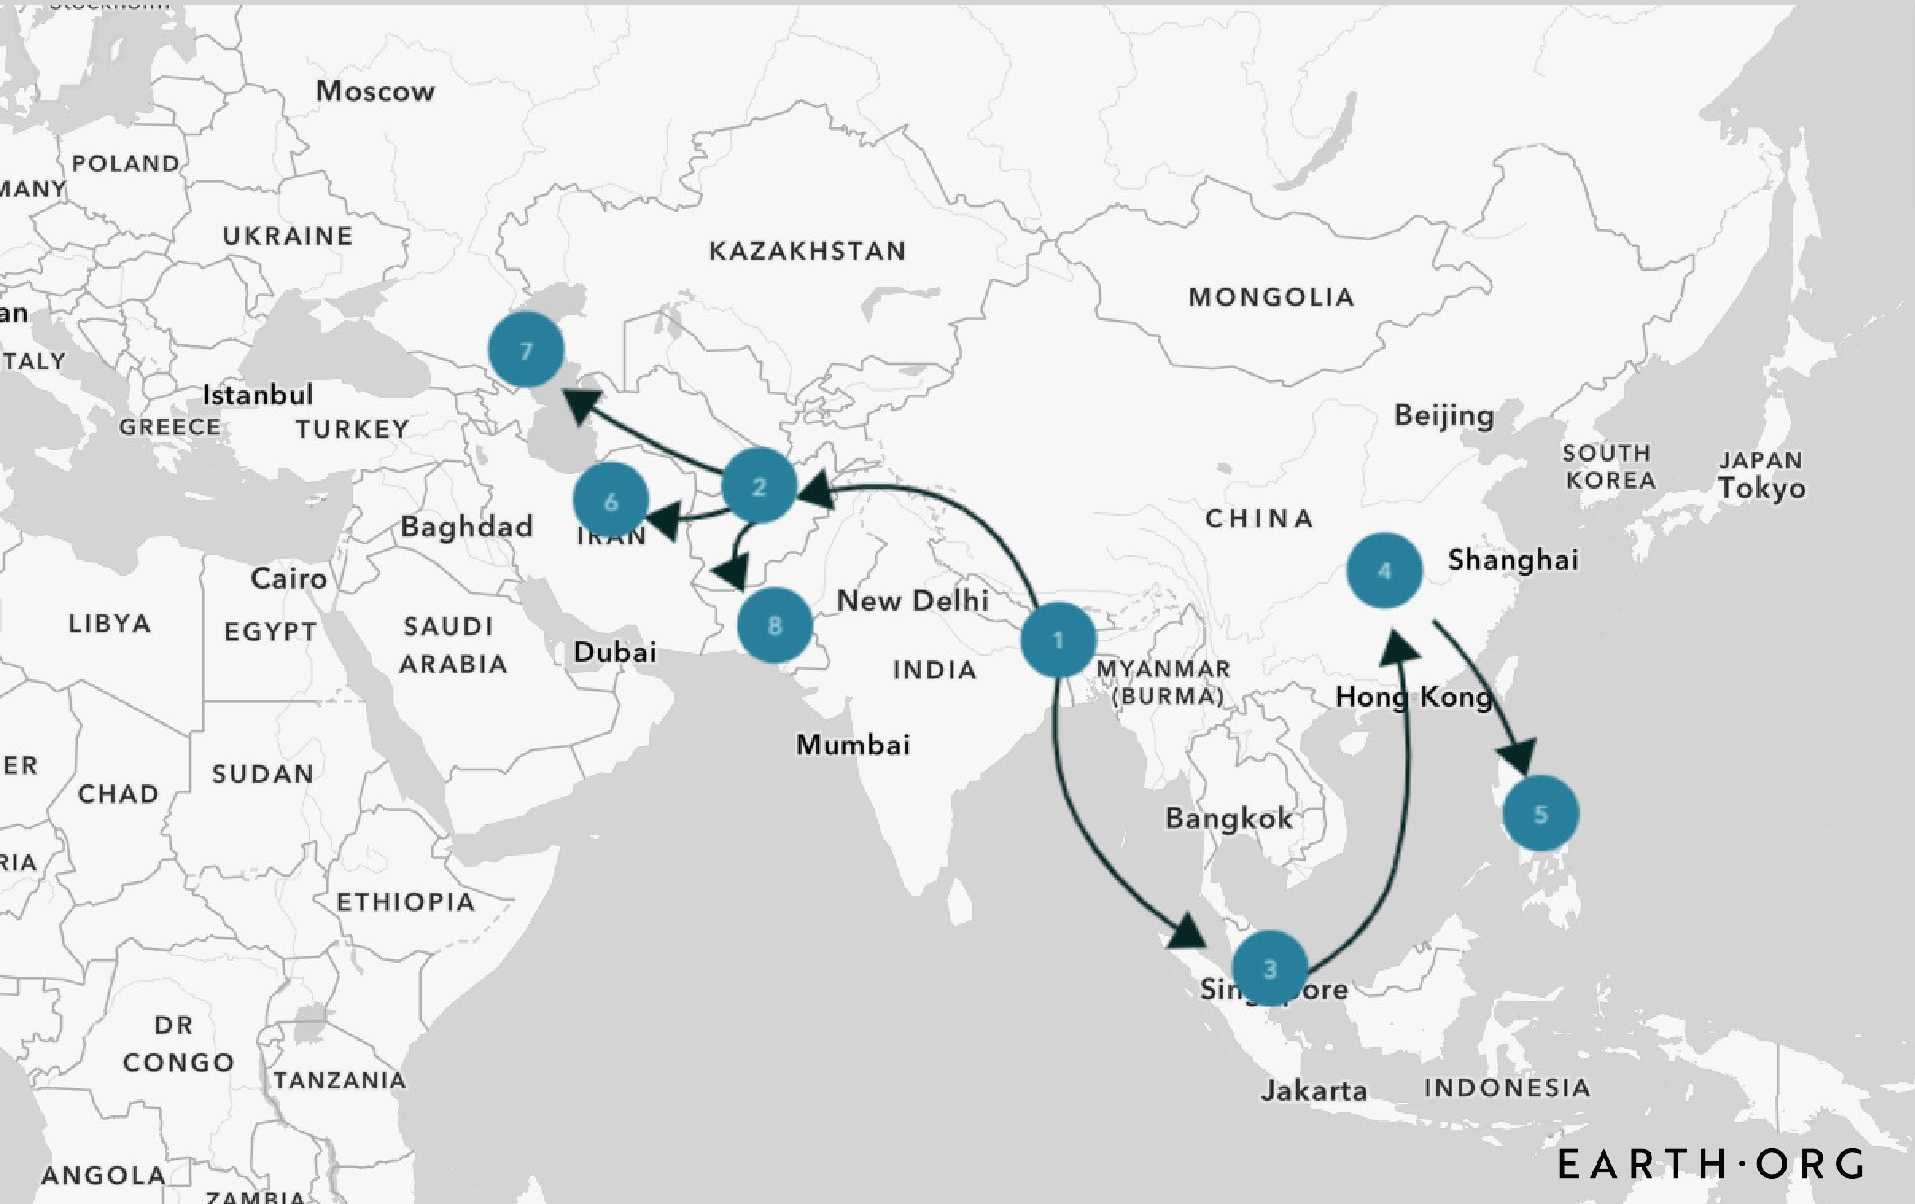 Stockholm
Moscow
POLAND
MANY
UKRAINE
KAZAKHSTAN
MONGOLIA
an
7
TALY
Istanbul
GREECE
TURKEY
Beijing
SOUTH
KOREA
JAPAN
Tokyo
2
6
IRAN
Baghdad
CHINA
Shanghai
4
Cairo
New Delhi
LIBYA
EGYPT
SAUDI
ARABIA
8
1
Dubai
INDIA
MYANMAR
(BURMA)
Hong Kong
Mumbai
ER
SUDAN
CHAD
Bangkok
5
RIA
ETHIOPIA
3
Singapore
DR
CONGO
TANZANIA
Jakarta
INDONESIA
EARTH·ORG
ANGOLA
ZAMBIA